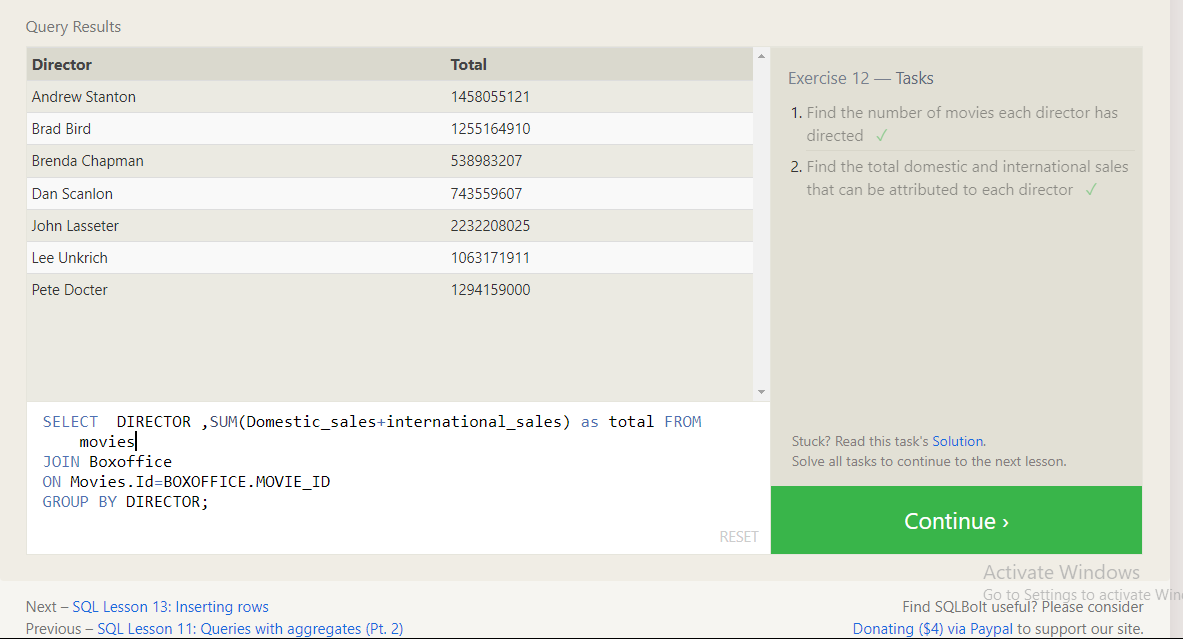 Query Results
Director Total
Andrew Stanton 1458055121
Brad Bird 1255164910
Brenda Chapman 538983207
Dan Scanlon 743559607
John Lasseter 2232208025
Lee Unkrich 1063171911
Pete Docter 1294159000
SELECT  DIRECTOR ,SUM(Domestic_sales+international_sales) as total FROM
movies
JOIN Boxoffice
ON Movies.Id=BOXOFFICE.MOVIE_ID
GROUP BY DIRECTOR;
RESET
Exercise 12 — Tasks
1. Find the number of movies each director has
directed ✓
2. Find the total domestic and international sales
that can be attributed to each director ✓
Stuck? Read this task's Solution.
Solve all tasks to continue to the next lesson.
Continue ›
Activate Windows
Go to Settings to activate Win
Next – SQL Lesson 13: Inserting rows
Previous – SQL Lesson 11: Queries with aggregates (Pt. 2)
Find SQLBolt useful? Please consider
Donating ($4) via Paypal to support our site.